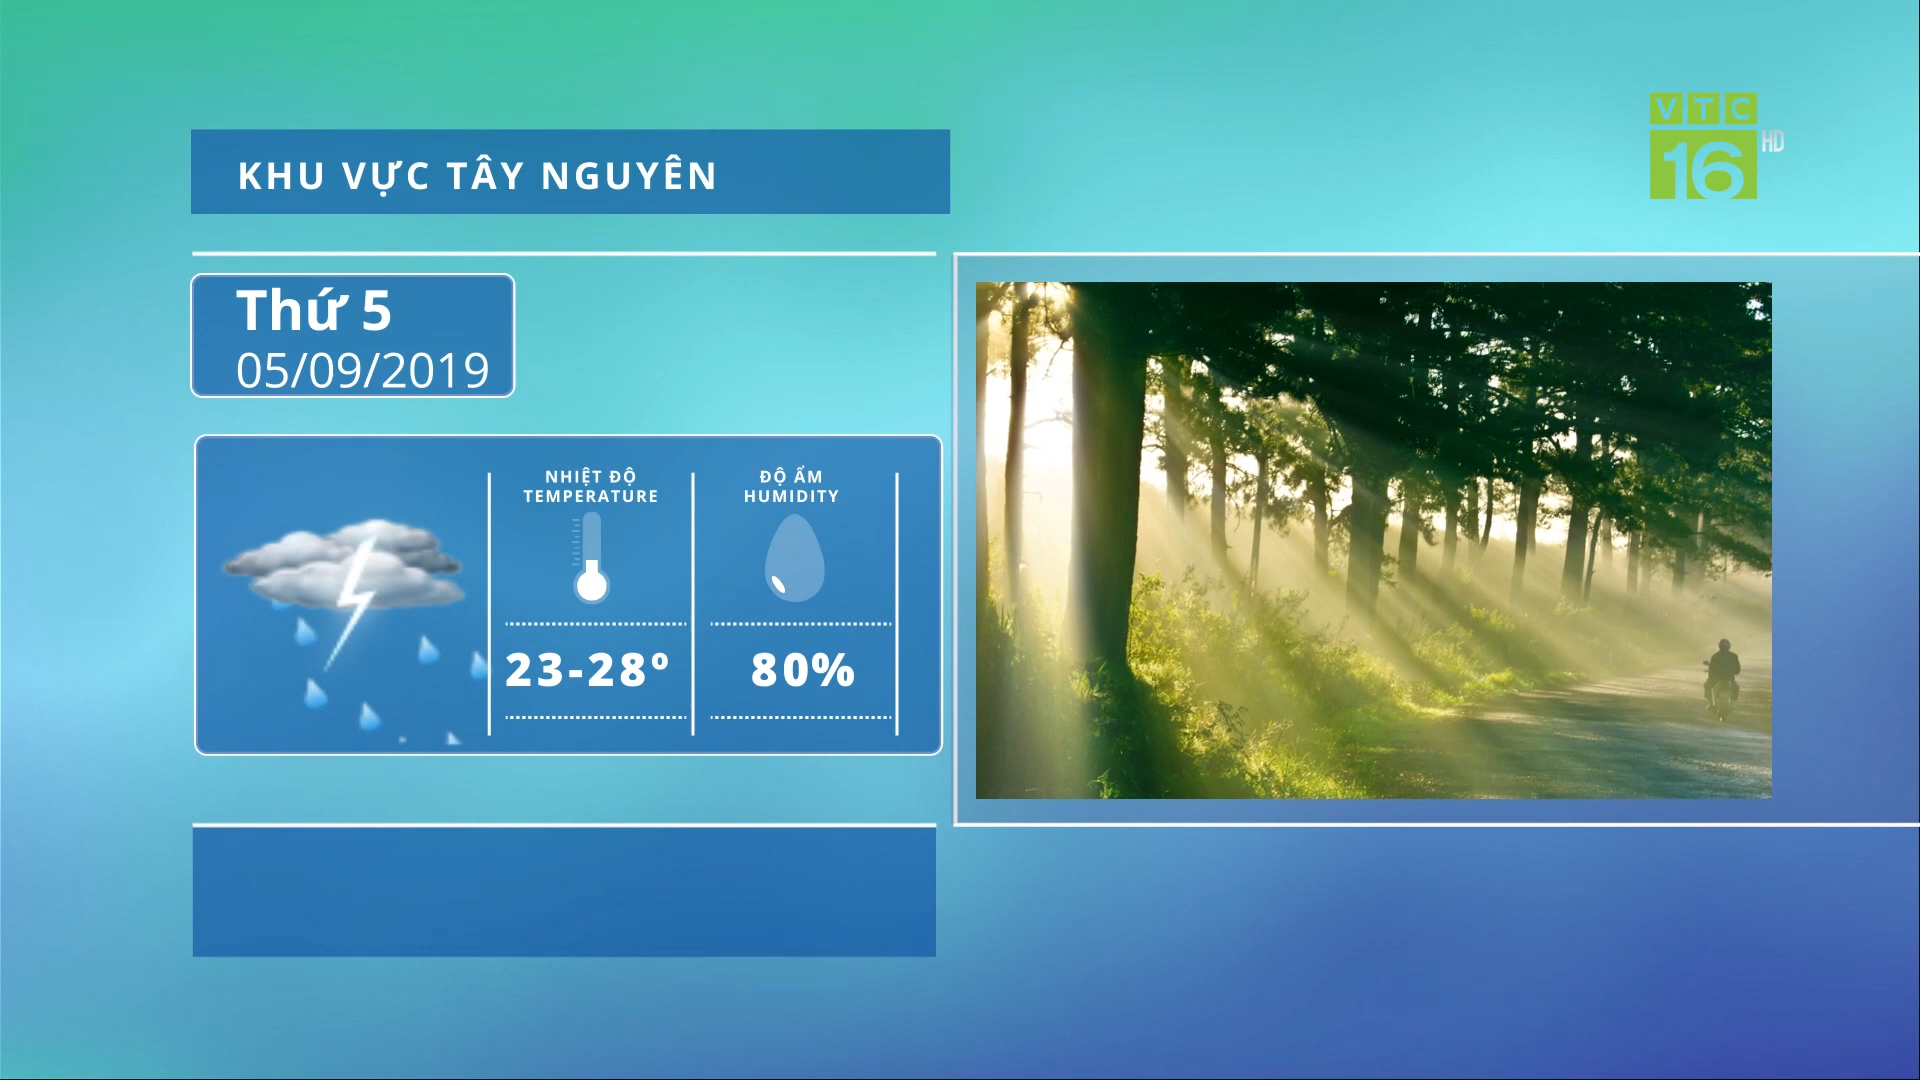 VTC
16 HD
KHU VỰC TÂY NGUYÊN
Thứ 5
05/09/2019
NHIỆT ĐỘ
TEMPERATURE
23-28º
ĐỘ ẨM
HUMIDITY
80%